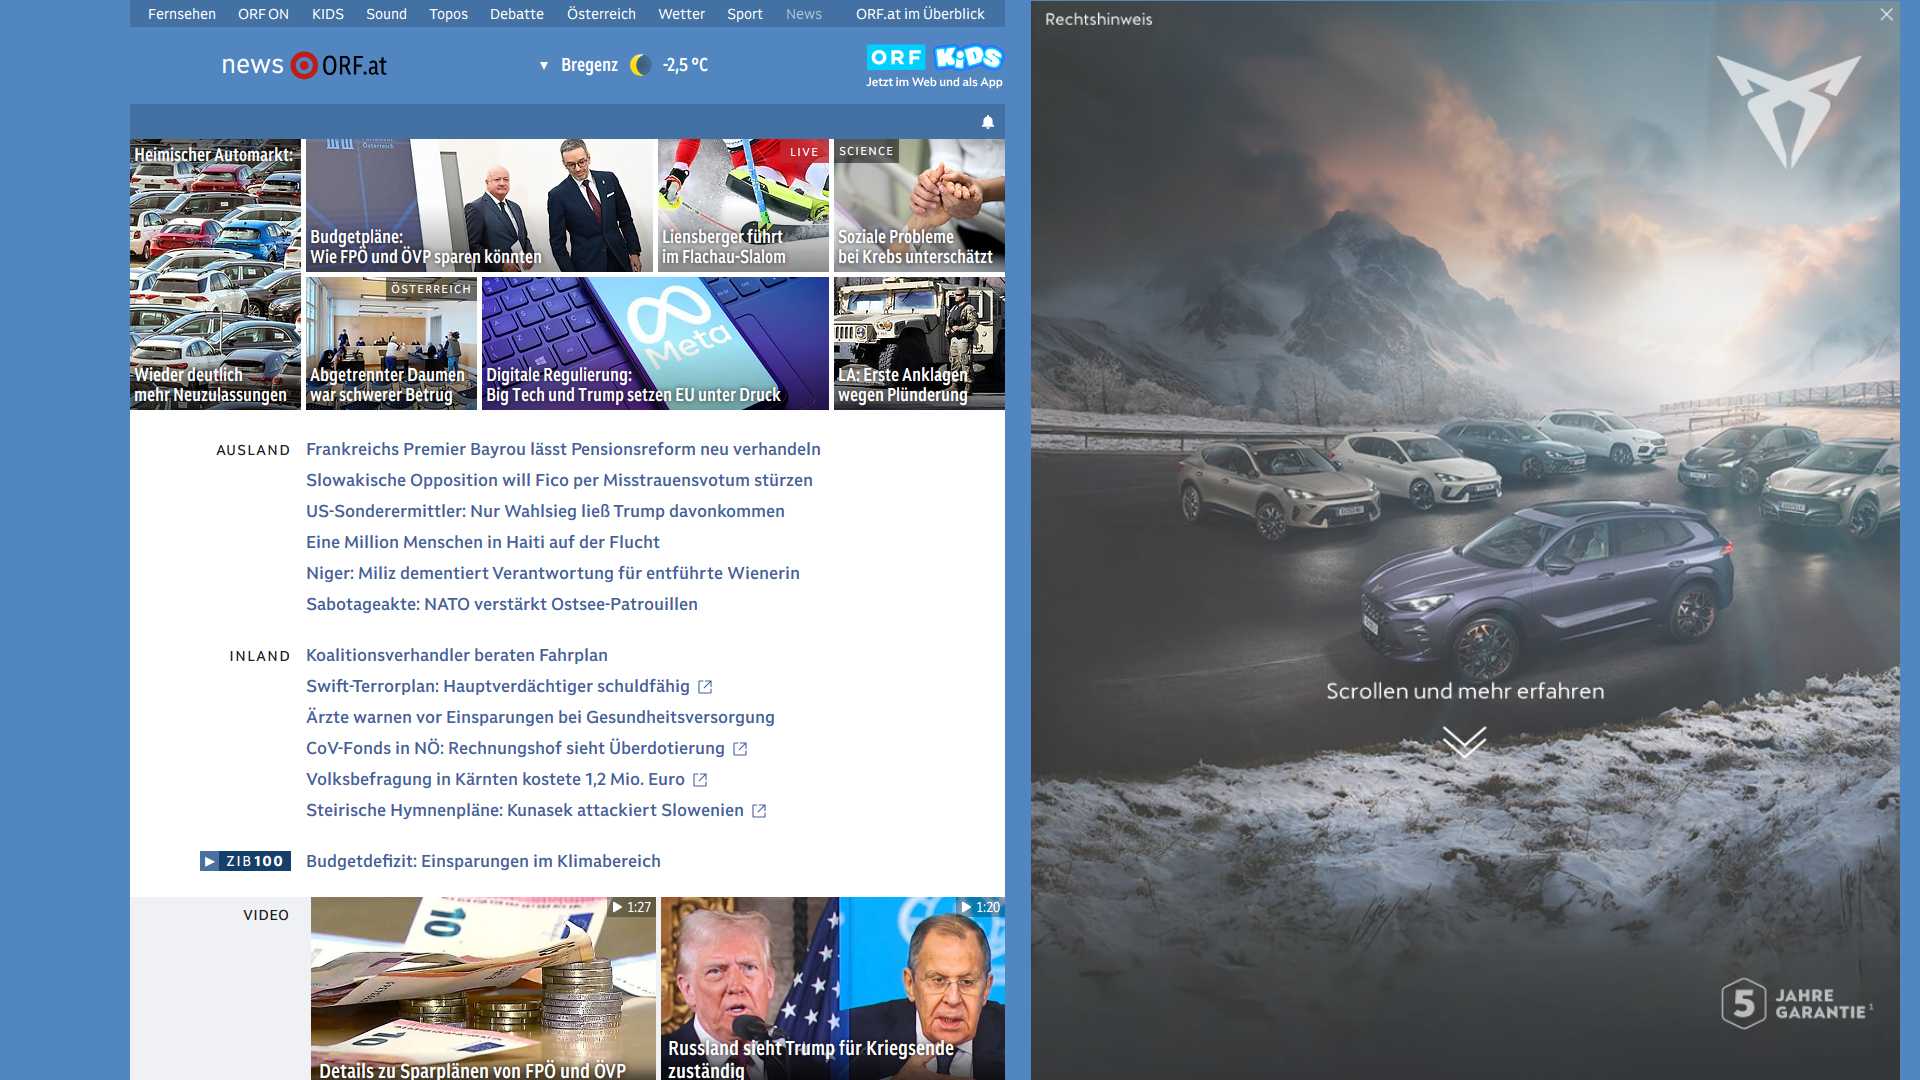 Fernsehen ORF ON KIDS Sound Topos Debatte Österreich Wetter Sport News ORF.at im Überblick
news ORF.at
Bregenz -2,5 °C
ORF KiDS
Jetzt im Web und als App
Heimischer Automarkt:
Wieder deutlich
mehr Neuzulassungen
Budgetpläne:
Wie FPÖ und ÖVP sparen könnten
LIVE
Liensberger führt
im Flachau-Slalom
SCIENCE
Soziale Probleme
bei Krebs unterschätzt
ÖSTERREICH
Abgetrennter Daumen
war schwerer Betrug
Meta
Digitale Regulierung:
Big Tech und Trump setzen EU unter Druck
LA: Erste Anklagen
wegen Plünderung
AUSLAND
Frankreichs Premier Bayrou lässt Pensionsreform neu verhandeln
Slowakische Opposition will Fico per Misstrauensvotum stürzen
US-Sonderermittler: Nur Wahlsieg ließ Trump davonkommen
Eine Million Menschen in Haiti auf der Flucht
Niger: Miliz dementiert Verantwortung für entführte Wienerin
Sabotageakte: NATO verstärkt Ostsee-Patrouillen
INLAND
Koalitionsverhandler beraten Fahrplan
Swift-Terrorplan: Hauptverdächtiger schuldfähig
Ärzte warnen vor Einsparungen bei Gesundheitsversorgung
CoV-Fonds in NÖ: Rechnungshof sieht Überdotierung
Volksbefragung in Kärnten kostete 1,2 Mio. Euro
Steirische Hymnenpläne: Kunasek attackiert Slowenien
ZIB100
Budgetdefizit: Einsparungen im Klimabereich
VIDEO
1:27
10
10
Details zu Sparplänen von FPÖ und ÖVP
1:20
Russland sieht Trump für Kriegsende
zuständig
Rechtshinweis
Scrollen und mehr erfahren
5 JAHRE
GARANTIE¹